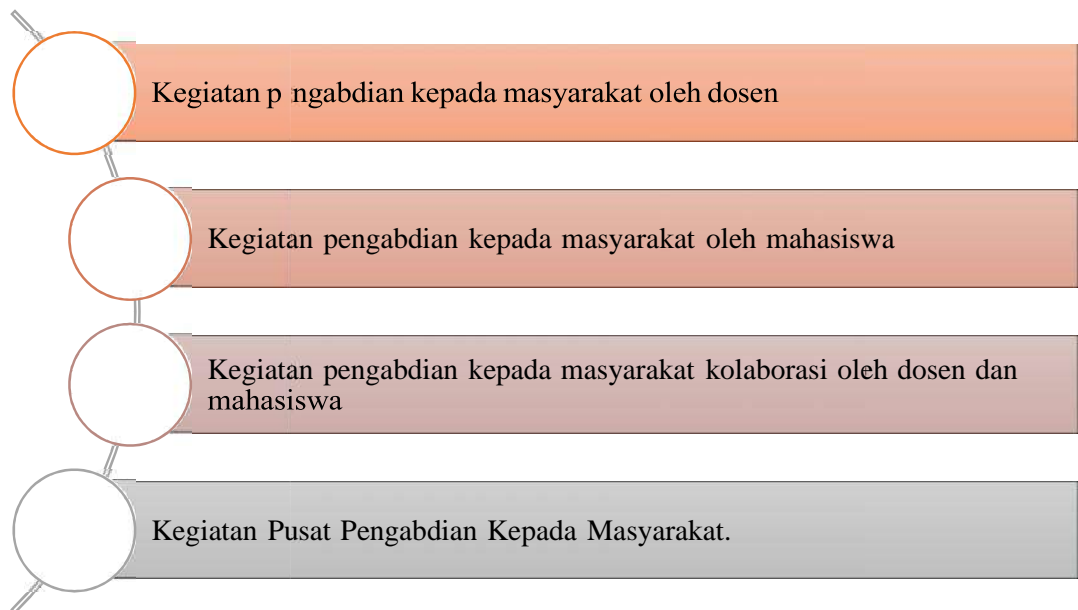 Kegiatan p ngabdian kepada masyarakat oleh dosen
Kegiatan pengabdian kepada masyarakat oleh mahasiswa
Kegiatan pengabdian kepada masyarakat kolaborasi oleh dosen dan
mahasiswa
Kegiatan Pusat Pengabdian Kepada Masyarakat.